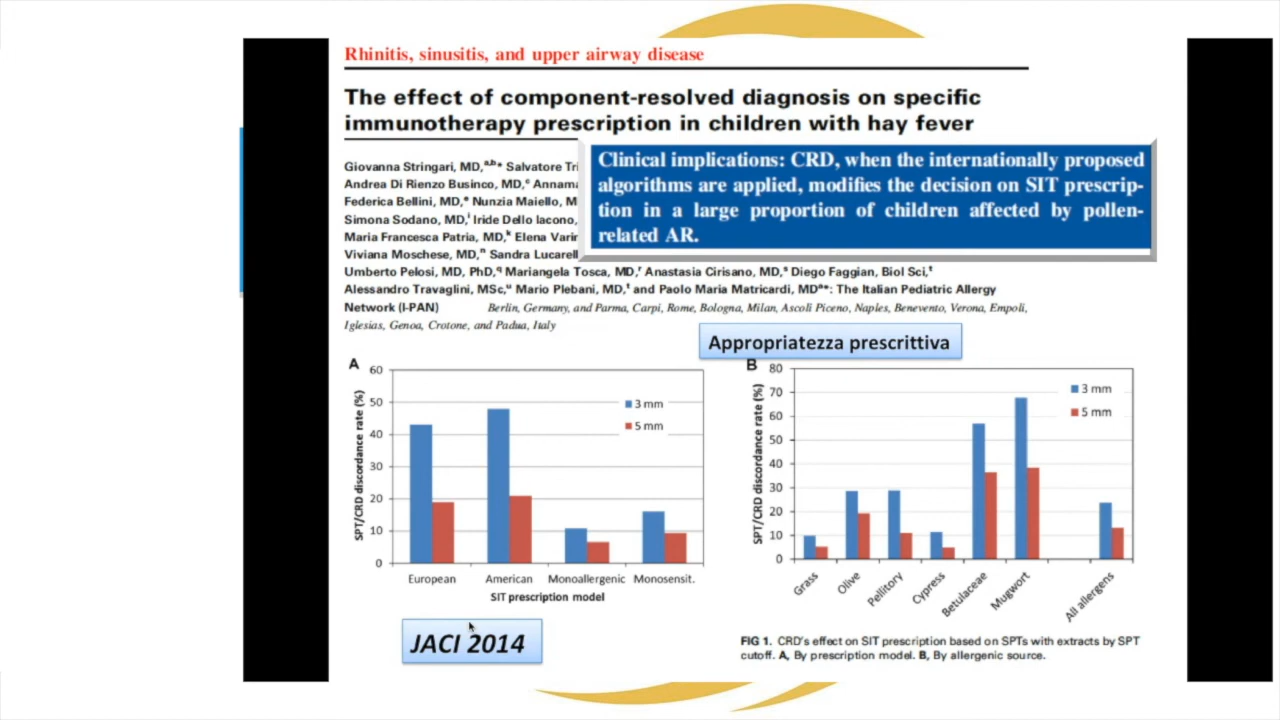 Rhinitis, sinusitis, and upper airway disease
The effect of component-resolved diagnosis on specific
immunotherapy prescription in children with hay fever
Clinical implications: CRD, when the internationally proposed
algorithms are applied, modifies the decision on SIT prescrip-
tion in a large proportion of children affected by pollen-
related AR.
Giovanna Stringari, MD,a,b* Salvatore Tri
Andrea Di Rienzo Businco, MD,c Annama
Federica Bellini, MD,e Nunzia Maiello, M
Simona Sodano, MD,i Iride Dello Iacono,
Maria Francesca Patria, MD,k Elena Varin
Viviana Moschese, MD,n Sandra Lucarell
Umberto Pelosi, MD, PhD,q Mariangela Tosca, MD,r Anastasia Cirisano, MD,s Diego Faggian, Biol Sci,t
Alessandro Travaglini, MSc,u Mario Plebani, MD,t and Paolo Maria Matricardi, MDa*: The Italian Pediatric Allergy
Network (I-PAN) Berlin, Germany, and Parma, Carpi, Rome, Bologna, Milan, Ascoli Piceno, Naples, Benevento, Verona, Empoli,
Iglesias, Genoa, Crotone, and Padua, Italy
Appropriatezza prescrittiva
A
SPT/CRD discordance rate (%)
60
50
40
30
20
10
0
3 mm
5 mm
European American Monoallergenic Monosensit.
SIT prescription model
B
SPT/CRD discordance rate (%)
80
70
60
50
40
30
20
10
0
3 mm
5 mm
Grass Olive Pellitory Cypress Betulaceae Mugwort All allergens
JACI 2014
FIG 1. CRD's effect on SIT prescription based on SPTs with extracts by SPT
cutoff. A, By prescription model. B, By allergenic source.